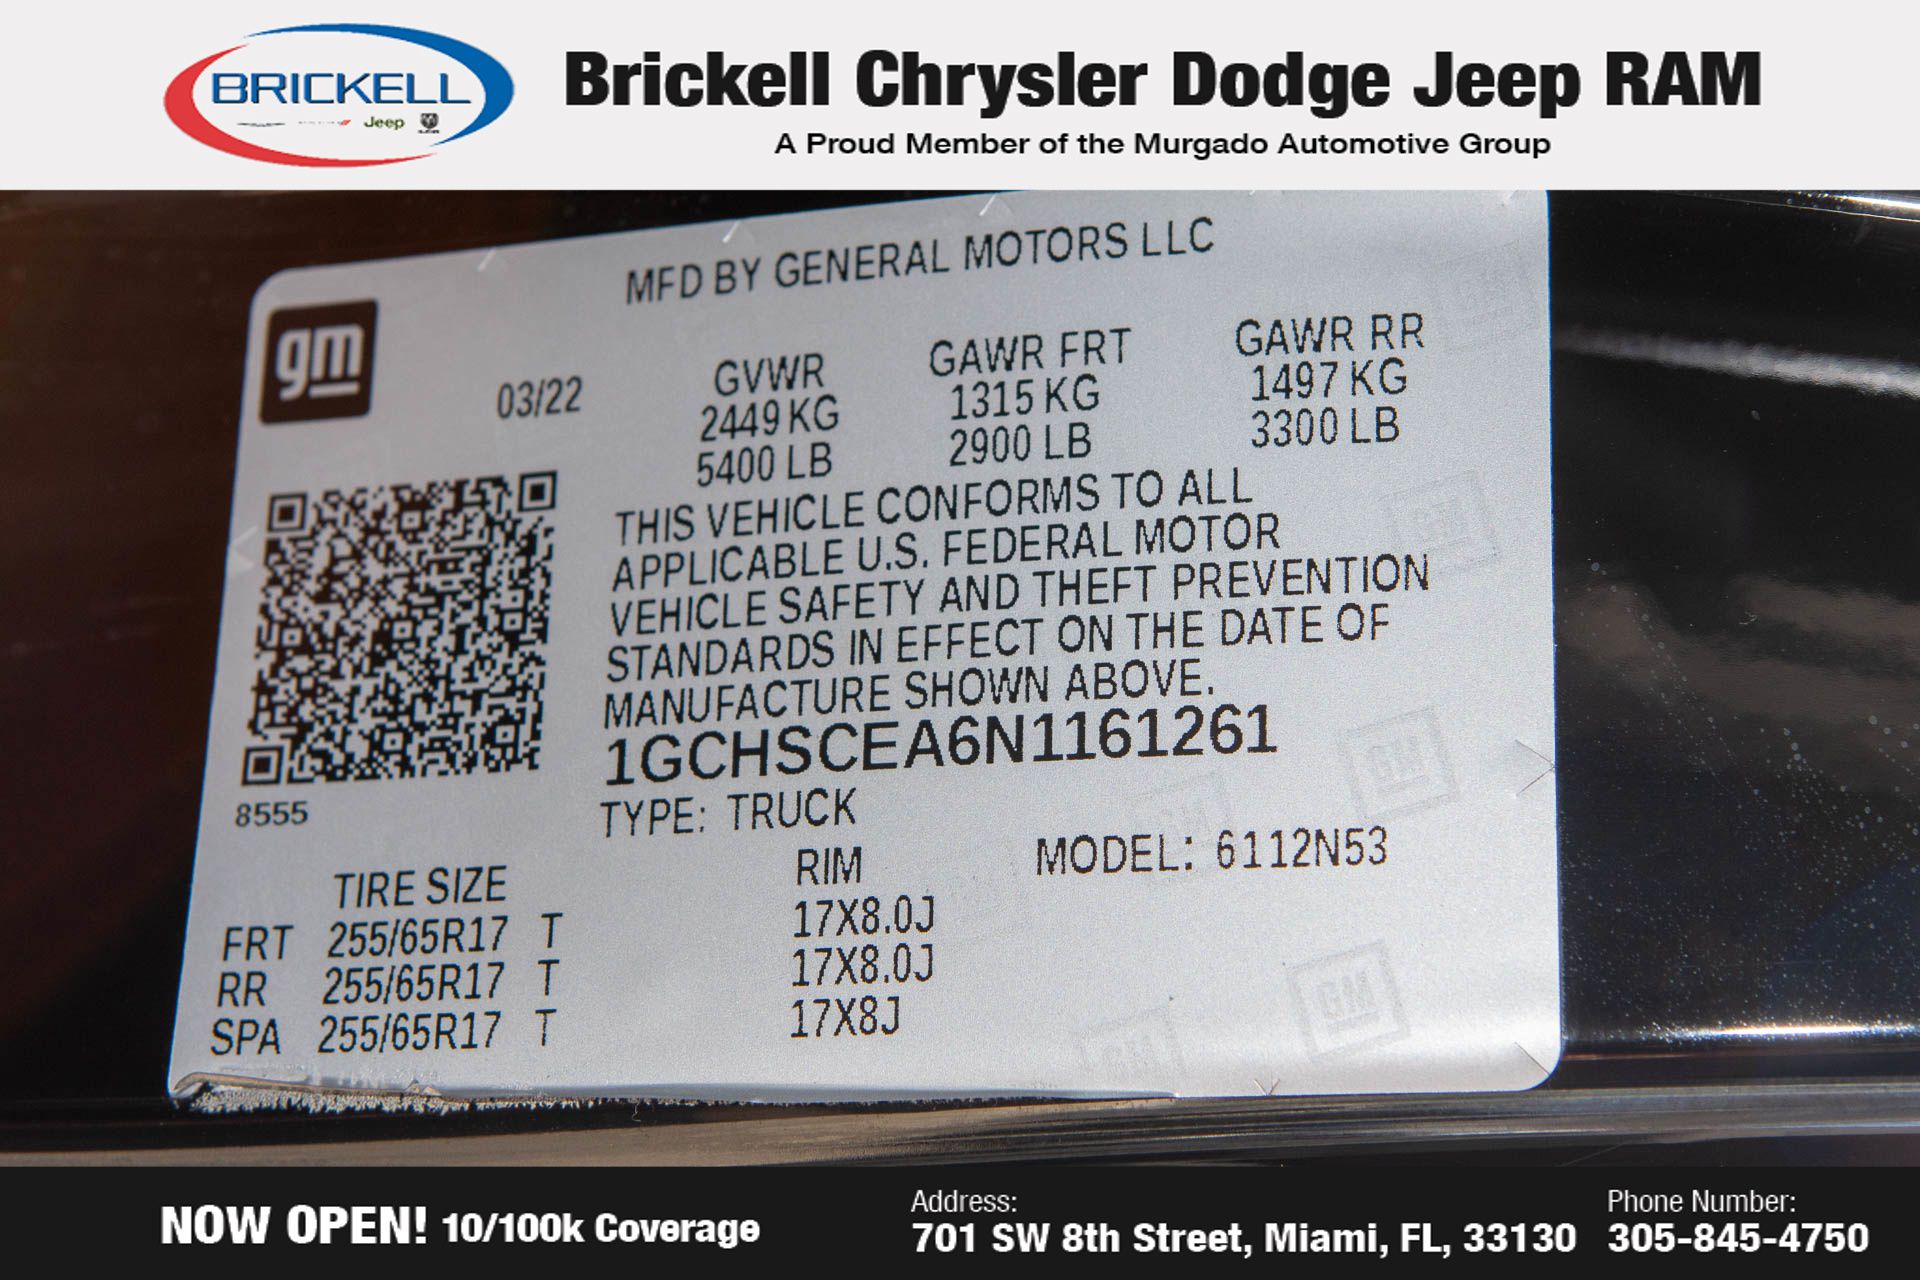 BRICKELL
Jeep
RAM
Brickell Chrysler Dodge Jeep RAM
A Proud Member of the Murgado Automotive Group
MFD BY GENERAL MOTORS LLC
gm
03/22
GVWR
2449 KG
5400 LB
GAWR FRT
1315 KG
2900 LB
GAWR RR
1497 KG
3300 LB
THIS VEHICLE CONFORMS TO ALL
APPLICABLE U.S. FEDERAL MOTOR
VEHICLE SAFETY AND THEFT PREVENTION
STANDARDS IN EFFECT ON THE DATE OF
MANUFACTURE SHOWN ABOVE.
1GCHSCEA6N1161261
8555
TYPE: TRUCK
MODEL: 6112N53
TIRE SIZE RIM
FRT 255/65R17 T 17X8.0J
RR 255/65R17 T 17X8.0J
SPA 255/65R17 T 17X8J
GM
GM
GM
GM
NOW OPEN! 10/100k Coverage
Address:
701 SW 8th Street, Miami, FL, 33130
Phone Number:
305-845-4750